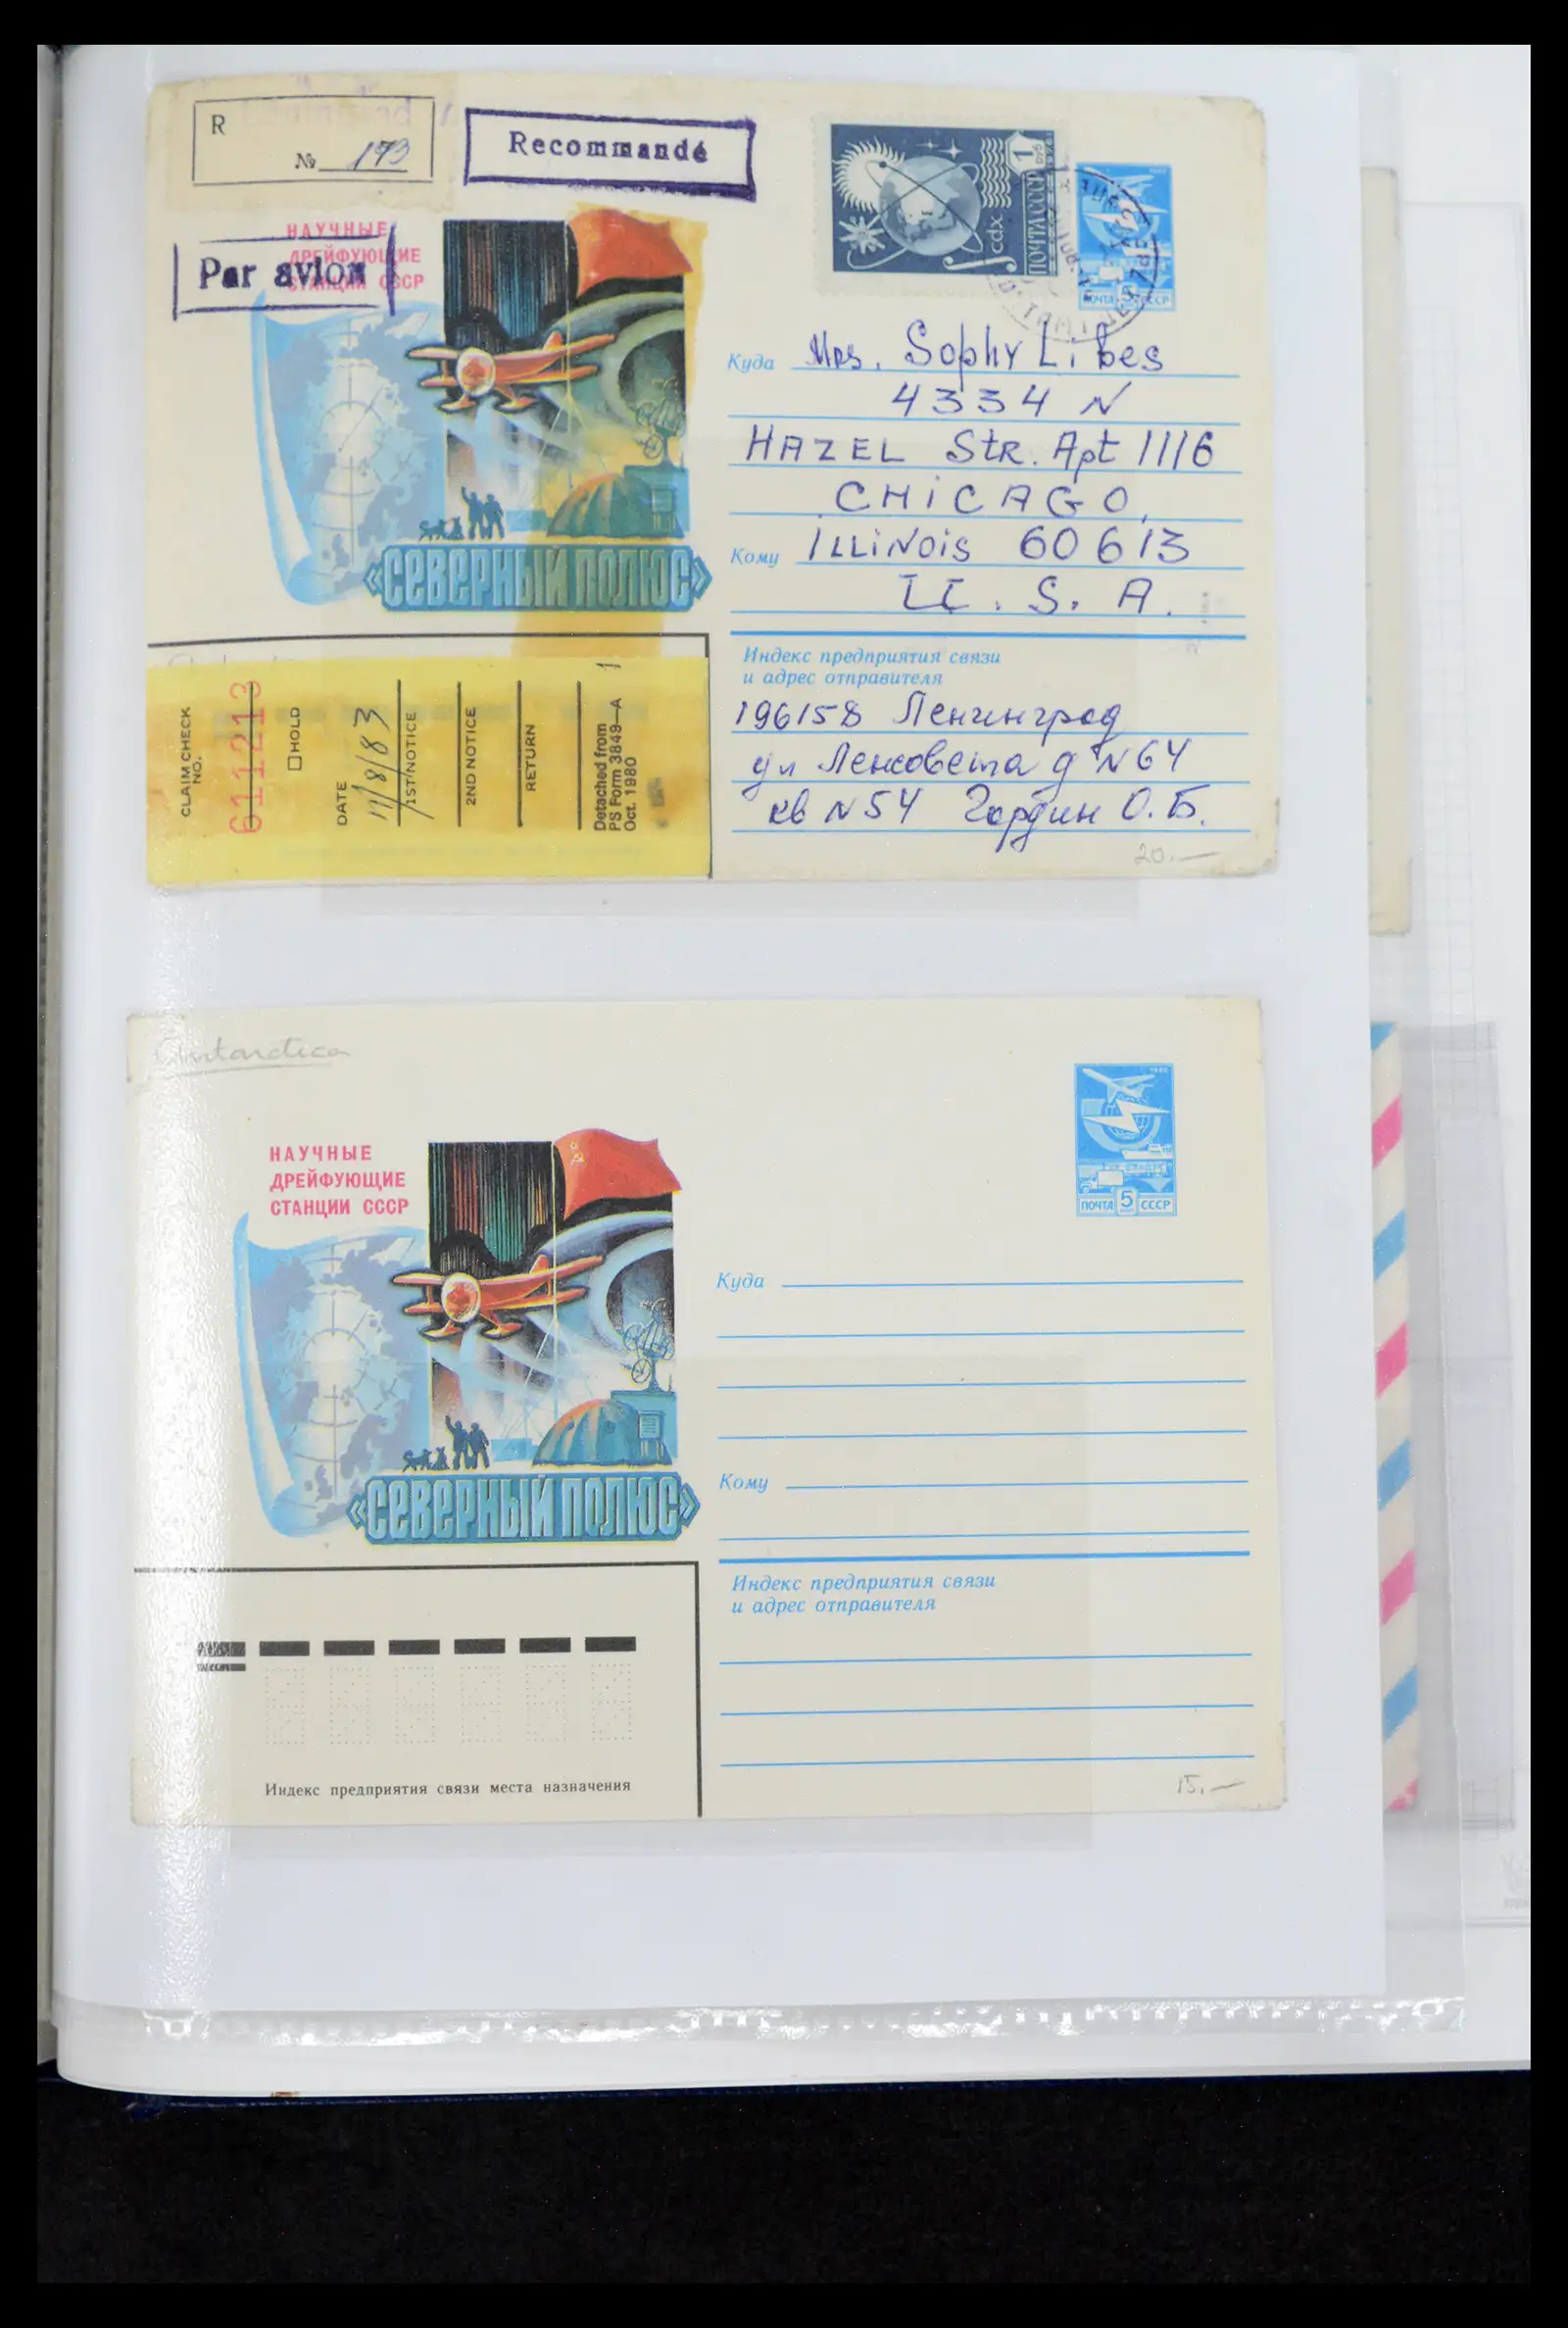 R
№ 193
Recommandé
НАУЧНЫЕ
ДРЕЙФУЮЩИЕ
СТАНЦИИ СССР
Par avion
1 руб
ПОЧТА СССР
ПОЧТА 5 СССР
«СЕВЕРНЫЙ ПОЛЮС»
Куда Mrs. Sophy Libes
4334 N
HAZEL StR. Apt 1116
CHiCAGO,
Кому ILLiNois 60613
U. S. A.
Индекс предприятия связи
и адрес отправителя
196158 Ленинград
ул Ленсовета д N64
кв N54 Гордин О.Б.
20.—
CLAIM CHECK
NO.
6112213
HOLD
DATE
11/8/83
1ST NOTICE
2ND NOTICE
RETURN
Detached from
PS Form 3849—A
Oct. 1980
Antarctica
НАУЧНЫЕ
ДРЕЙФУЮЩИЕ
СТАНЦИИ СССР
«СЕВЕРНЫЙ ПОЛЮС»
1982
ПОЧТА 5 СССР
Куда
Кому
Индекс предприятия связи
и адрес отправителя
Индекс предприятия связи места назначения
15.—